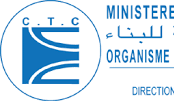 C.T.C
MINISTERE
للبناء
ORGANISME
DIRECTION